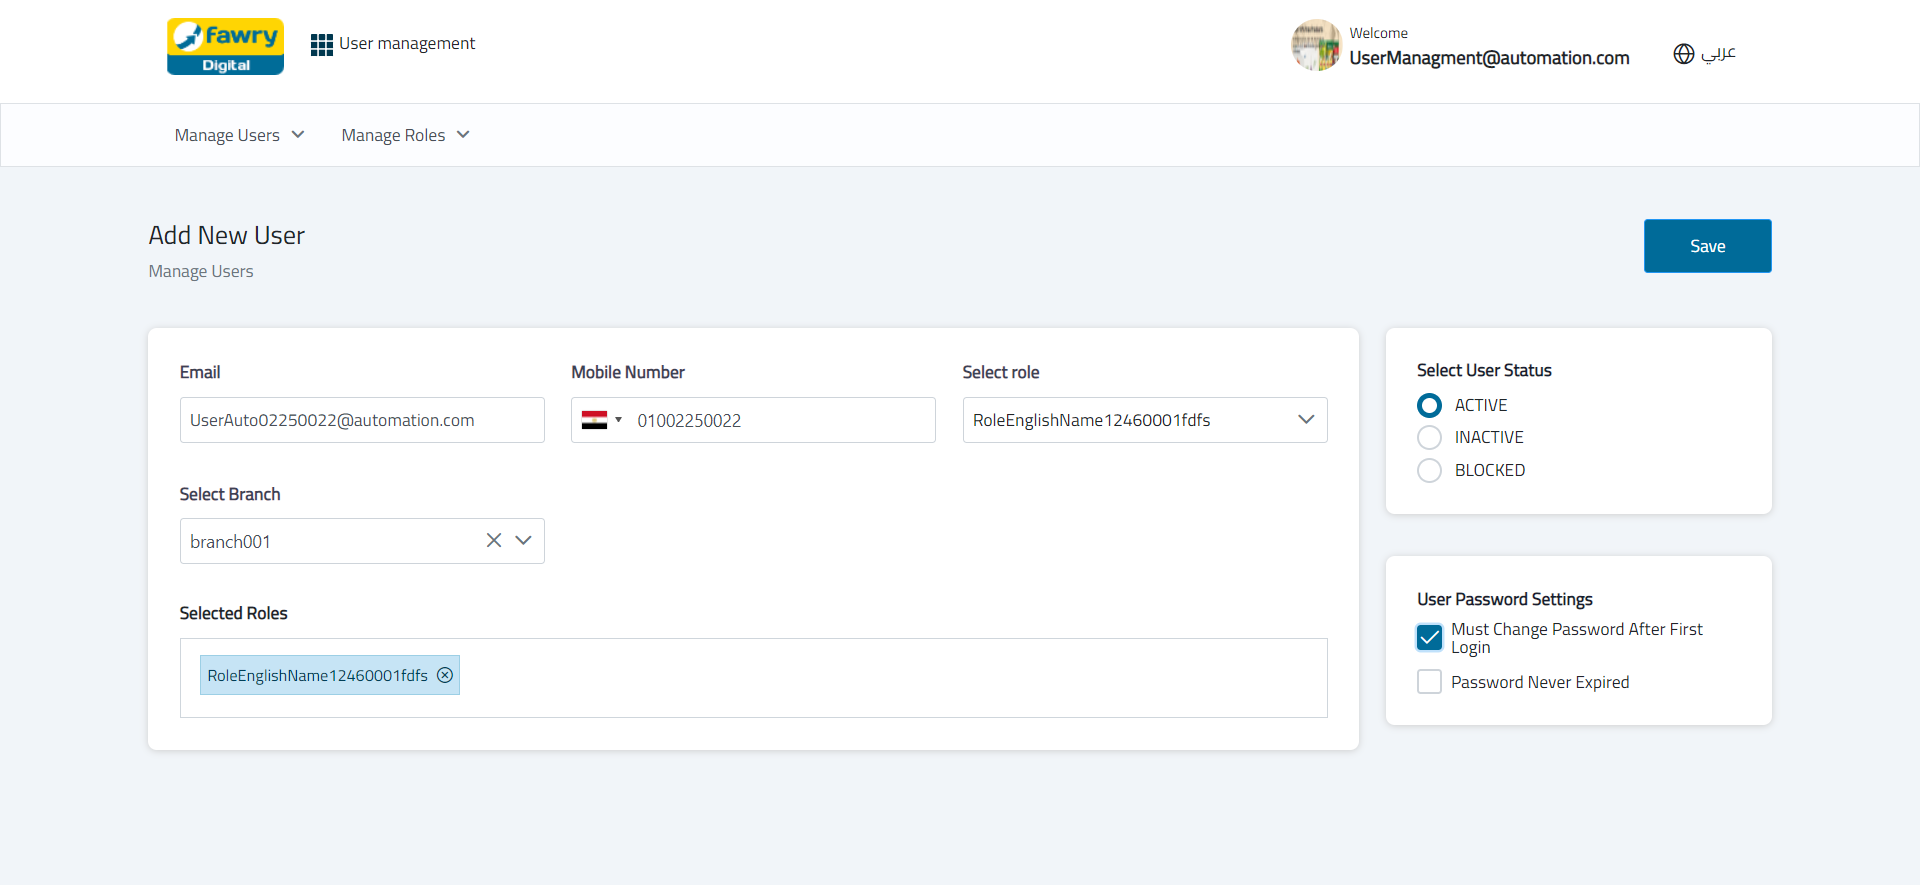 fawry
Digital
User management
Welcome
UserManagment@automation.com
عربي
Manage Users
Manage Roles
Add New User
Manage Users
Save
Email
Mobile Number
Select role
UserAuto02250022@automation.com
01002250022
RoleEnglishName12460001fdfs
Select Branch
branch001
Selected Roles
RoleEnglishName12460001fdfs
Select User Status
ACTIVE
INACTIVE
BLOCKED
User Password Settings
Must Change Password After First
Login
Password Never Expired